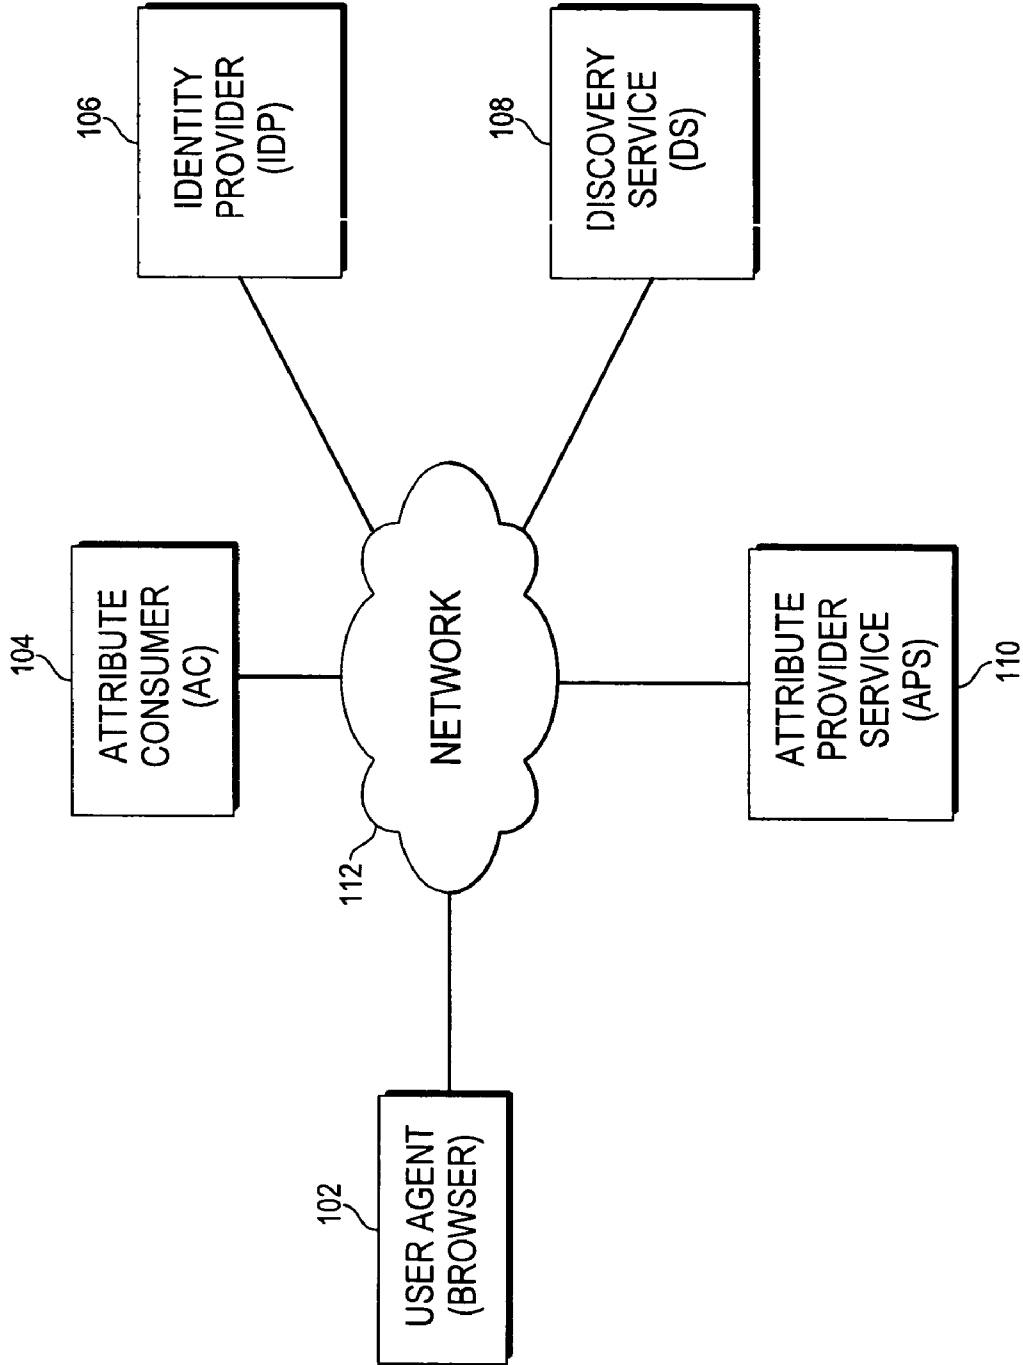 106
IDENTITY
PROVIDER
(IDP)
108
DISCOVERY
SERVICE
(DS)
104
ATTRIBUTE
CONSUMER
(AC)
112
NETWORK
ATTRIBUTE
PROVIDER
SERVICE
(APS)
110
102
USER AGENT
(BROWSER)